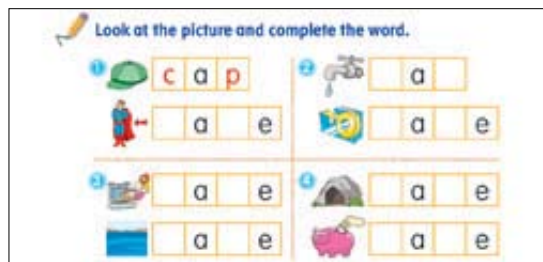 Look at the picture and complete the word.
1 c a p 2 a
a e a e
3 a e 4 a e
a e a e